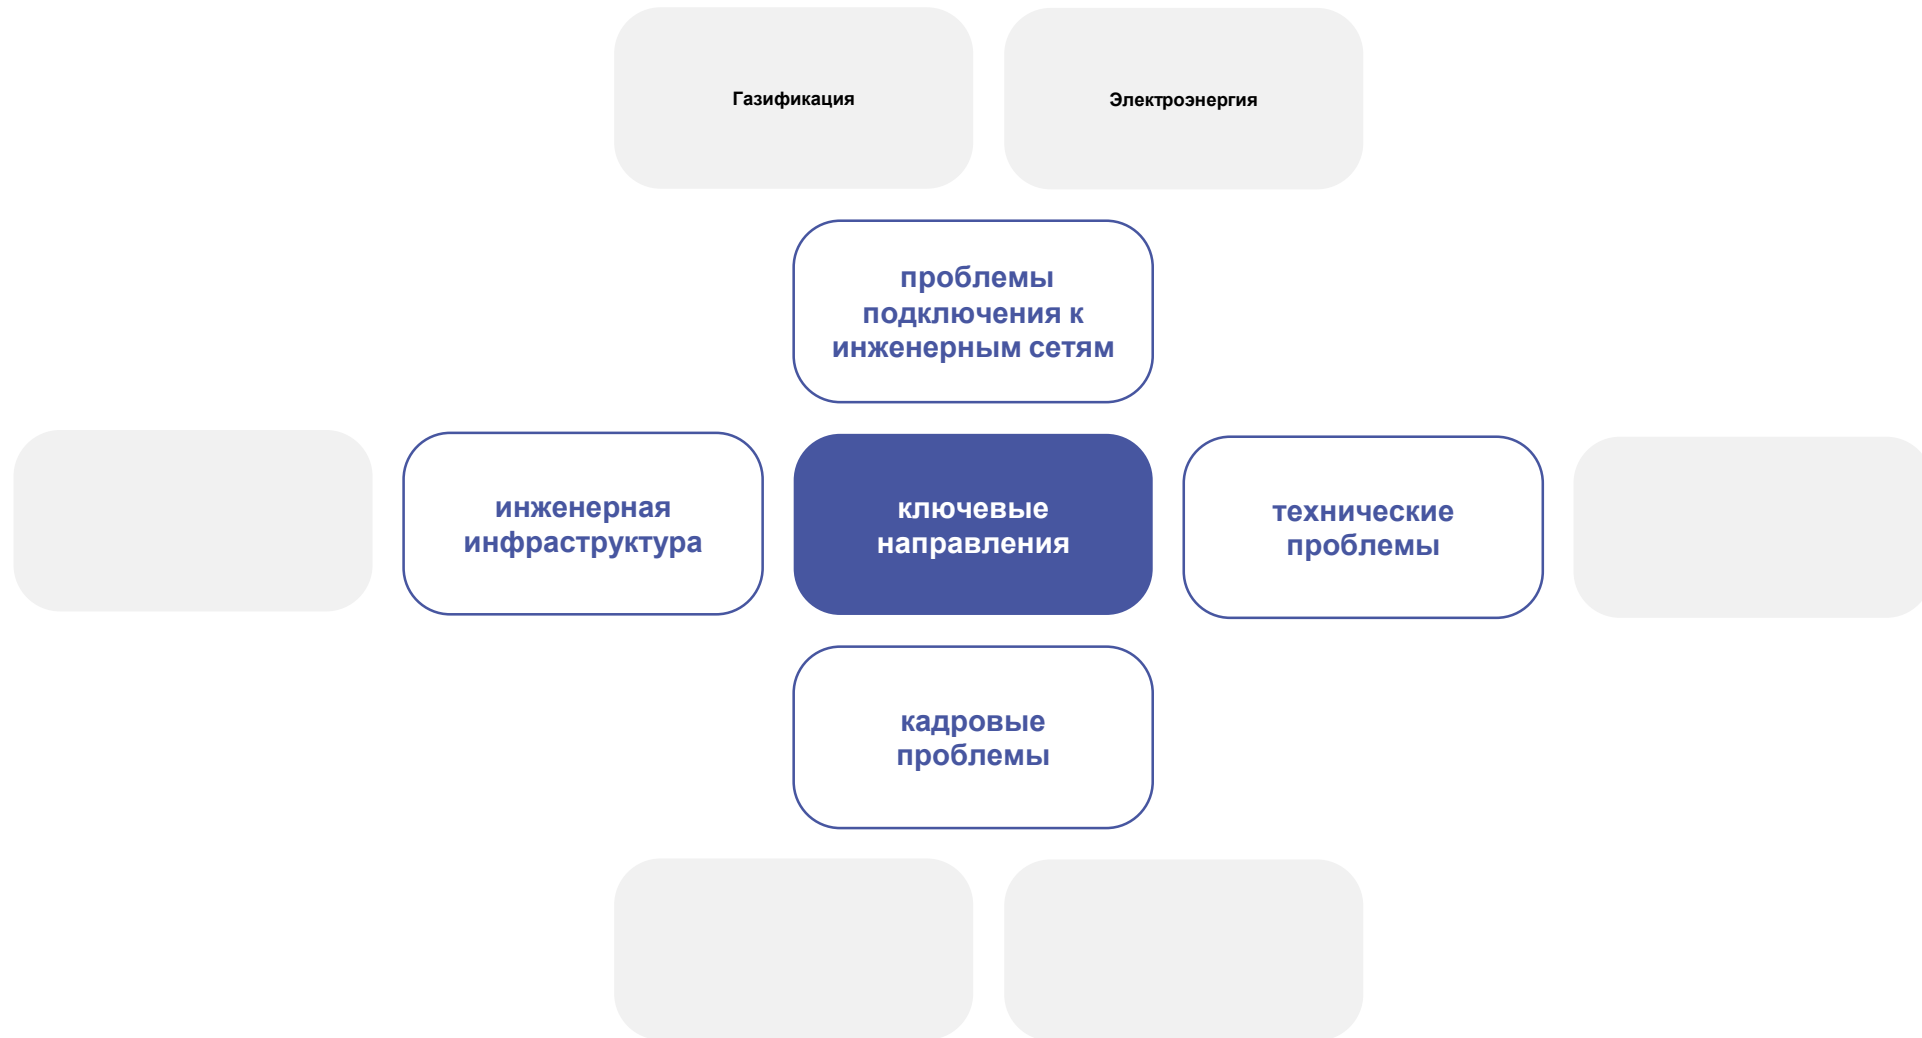 Газификация
Электроэнергия
проблемы
подключения к
инженерным сетям
инженерная
инфраструктура
ключевые
направления
технические
проблемы
кадровые
проблемы